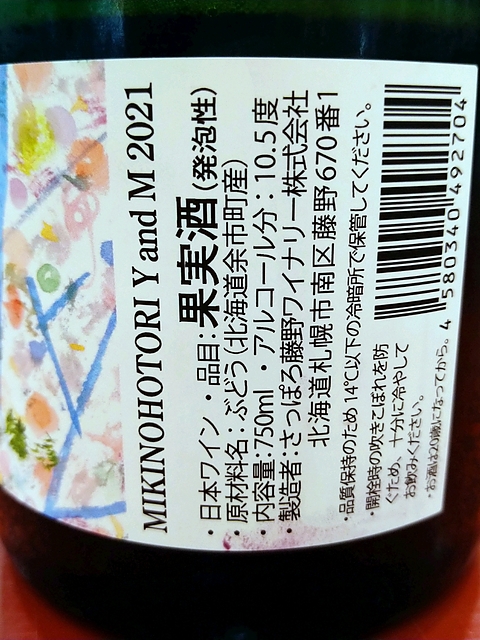 MIKINOHOTORI Y and M 2021
・日本ワイン・品目:果実酒(発泡性)
・原材料名:ぶどう(北海道余市町産)
・内容量:750ml・アルコール分:10.5度
・製造者:さっぽろ藤野ワイナリー株式会社
北海道札幌市南区藤野670番1
・品質保持のため14℃以下の冷暗所で保管してください。
・開栓時の吹きこぼれを防
ぐため、十分に冷やして
お飲みください。
・お酒は20歳になってから。
4 580340 492704